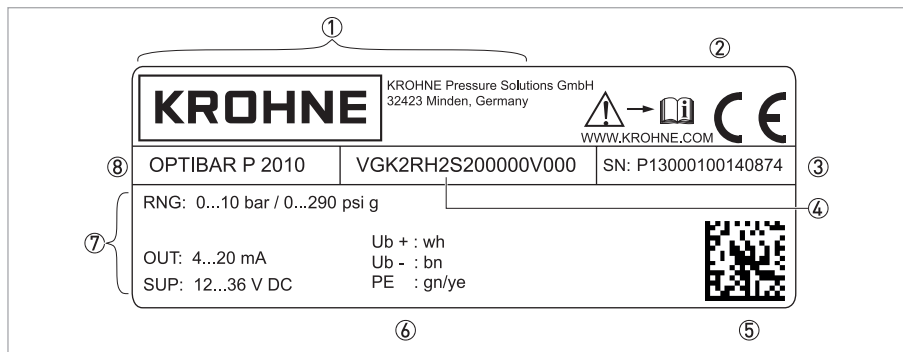 ①
②
KROHNE
KROHNE Pressure Solutions GmbH
32423 Minden, Germany
WWW.KROHNE.COM
CE
⑧
OPTIBAR P 2010
VGK2RH2S200000V000
SN: P13000100140874
③
④
⑦
RNG: 0...10 bar / 0...290 psi g
OUT: 4...20 mA
SUP: 12...36 V DC
Ub + : wh
Ub - : bn
PE : gn/ye
⑥
⑤